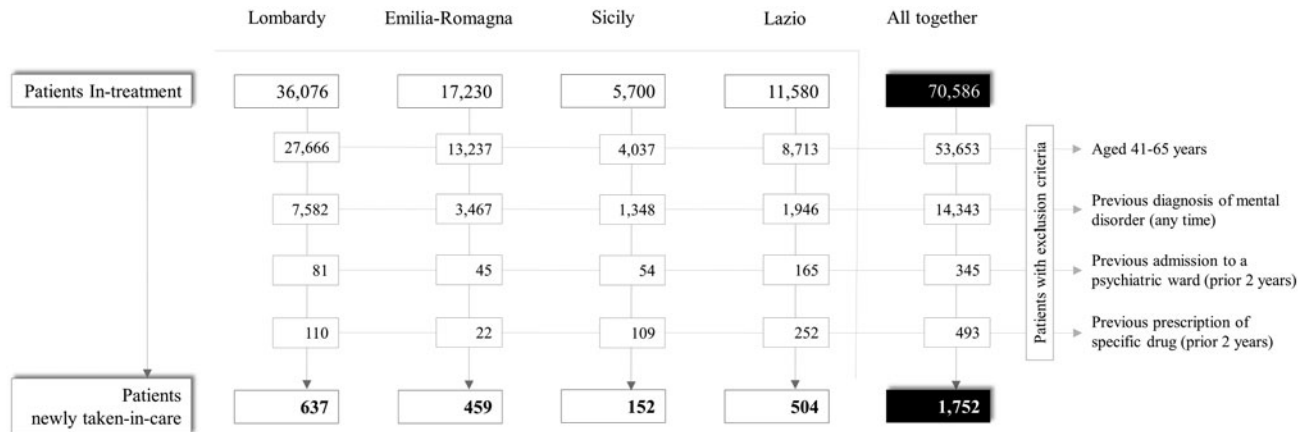 Lombardy Emilia-Romagna Sicily Lazio All together
Patients In-treatment 36,076 17,230 5,700 11,580 70,586
27,666 13,237 4,037 8,713 53,653 Aged 41-65 years
7,582 3,467 1,348 1,946 14,343 Previous diagnosis of mental
disorder (any time)
81 45 54 165 345 Previous admission to a
psychiatric ward (prior 2 years)
110 22 109 252 493 Previous prescription of
specific drug (prior 2 years)
Patients with exclusion criteria
Patients
newly taken-in-care 637 459 152 504 1,752